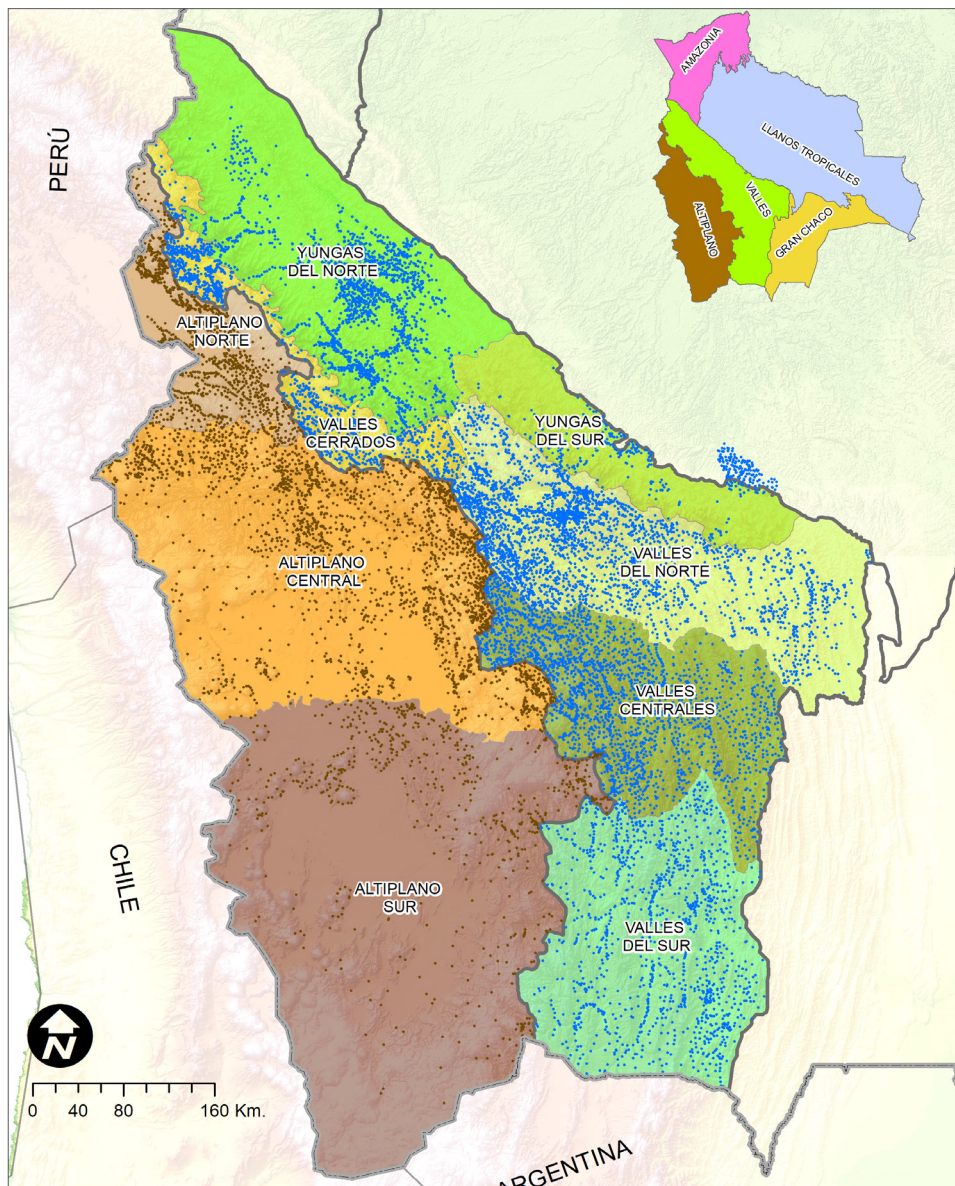 AMAZONIA
LLANOS TROPICALES
VALLES
ALTIPLANO
GRAN CHACO
PERÚ
YUNGAS
DEL NORTE
ALTIPLANO
NORTE
VALLES
CERRADOS
YUNGAS
DEL SUR
ALTIPLANO
CENTRAL
VALLES
DEL NORTE
VALLES
CENTRALES
CHILE
ALTIPLANO
SUR
VALLES
DEL SUR
N
0 40 80 160 Km.
ARGENTINA